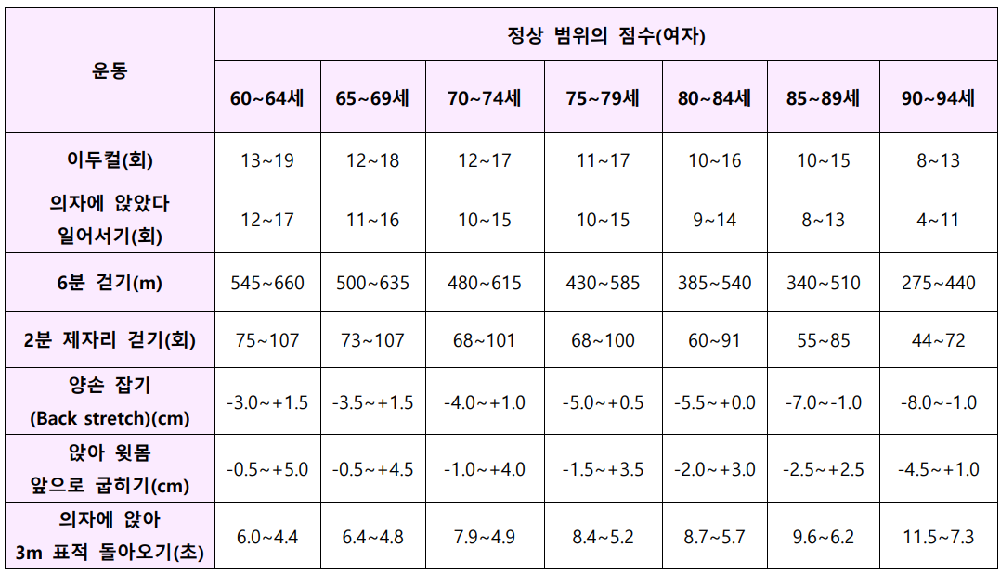 운동
정상 범위의 점수(여자)
60~64세 65~69세 70~74세 75~79세 80~84세 85~89세 90~94세
이두컬(회) 13~19 12~18 12~17 11~17 10~16 10~15 8~13
의자에 앉았다
일어서기(회) 12~17 11~16 10~15 10~15 9~14 8~13 4~11
6분 걷기(m) 545~660 500~635 480~615 430~585 385~540 340~510 275~440
2분 제자리 걷기(회) 75~107 73~107 68~101 68~100 60~91 55~85 44~72
양손 잡기
(Back stretch)(cm) -3.0~+1.5 -3.5~+1.5 -4.0~+1.0 -5.0~+0.5 -5.5~+0.0 -7.0~-1.0 -8.0~-1.0
앉아 윗몸
앞으로 굽히기(cm) -0.5~+5.0 -0.5~+4.5 -1.0~+4.0 -1.5~+3.5 -2.0~+3.0 -2.5~+2.5 -4.5~+1.0
의자에 앉아
3m 표적 돌아오기(초) 6.0~4.4 6.4~4.8 7.9~4.9 8.4~5.2 8.7~5.7 9.6~6.2 11.5~7.3